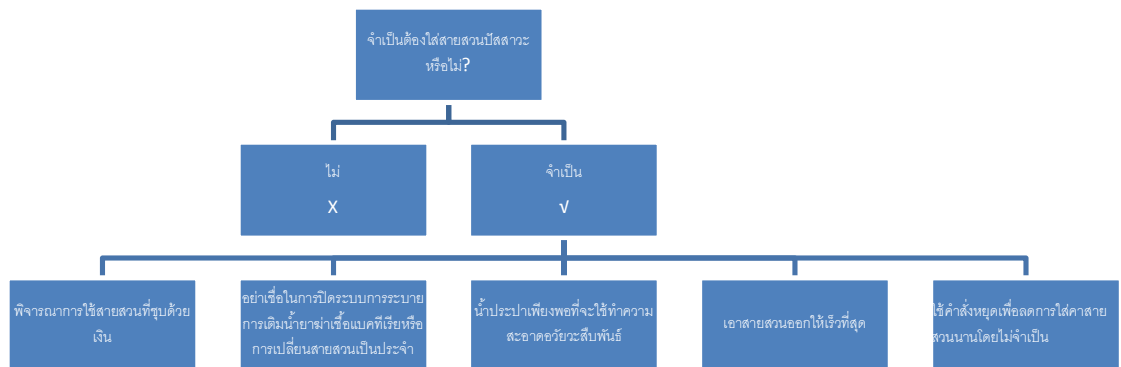 จำเป็นต้องใส่สายสวนปัสสาวะ
หรือไม่?
ไม่
X
จำเป็น
√
พิจารณาการใช้สายสวนที่ชุบด้วย
เงิน
อย่าเชื่อในการปิดระบบการระบาย
การเติมน้ำยาฆ่าเชื้อแบคทีเรียหรือ
การเปลี่ยนสายสวนเป็นประจำ
น้ำประปาเพียงพอที่จะใช้ทำความ
สะอาดอวัยวะสืบพันธ์
เอาสายสวนออกให้เร็วที่สุด
ใช้คำสั่งหยุดเพื่อลดการใส่คาสาย
สวนนานโดยไม่จำเป็น